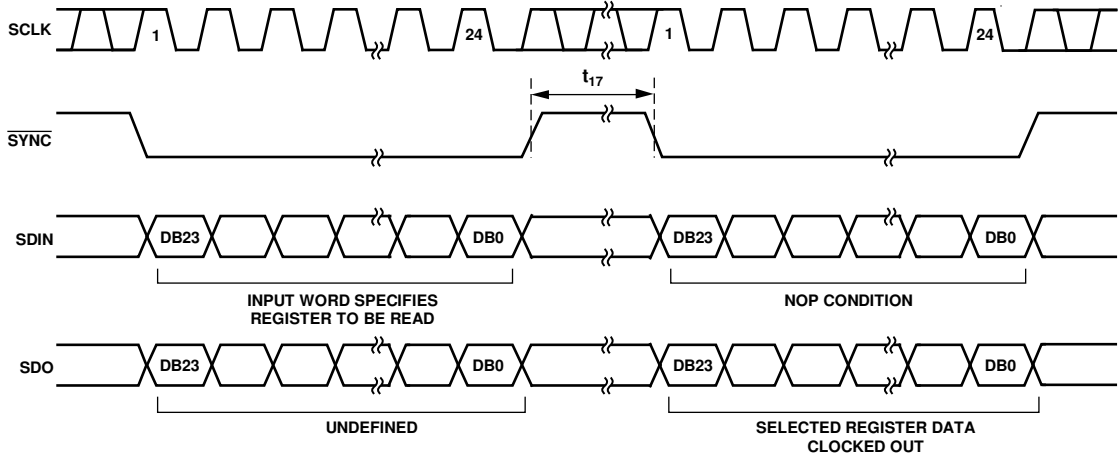 SCLK
1
24
1
24
t17
SYNC
SDIN
DB23
DB0
DB23
DB0
INPUT WORD SPECIFIES
REGISTER TO BE READ
NOP CONDITION
SDO
DB23
DB0
DB23
DB0
UNDEFINED
SELECTED REGISTER DATA
CLOCKED OUT